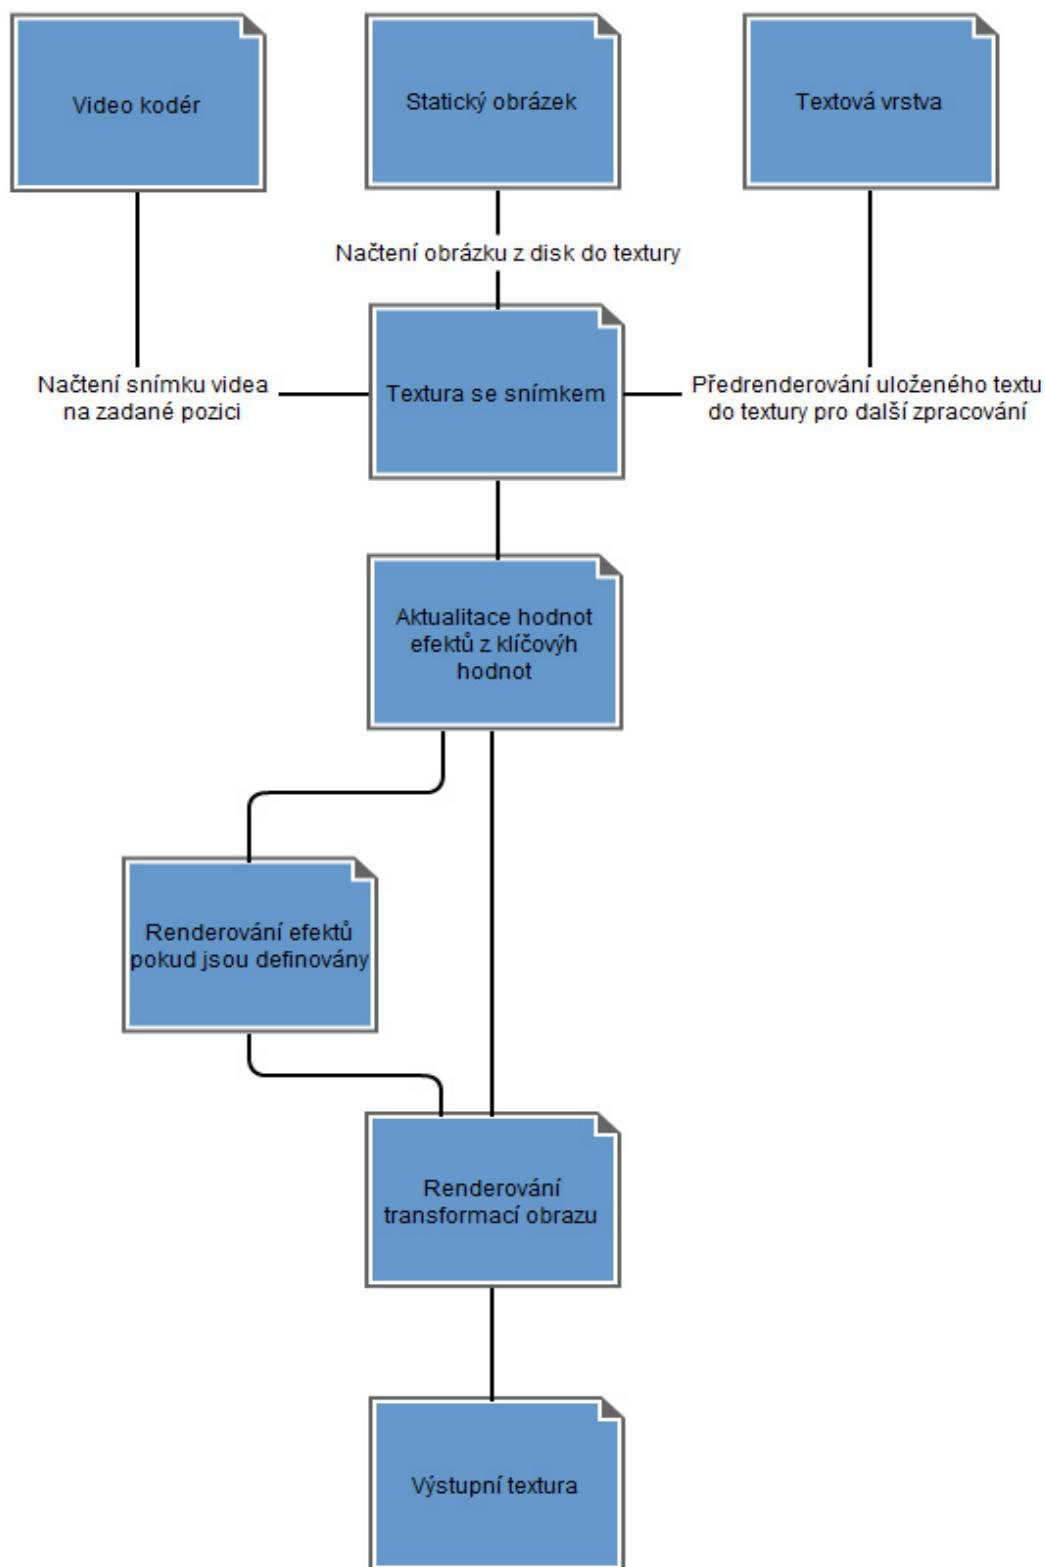 Video kodér
Statický obrázek
Textová vrstva
Načtení obrázku z disk do textury
Načtení snímku videa
na zadané pozici
Textura se snímkem
Předrenderování uloženého textu
do textury pro další zpracování
Aktualitace hodnot
efektů z klíčovýh
hodnot
Renderování efektů
pokud jsou definovány
Renderování
transformací obrazu
Výstupní textura